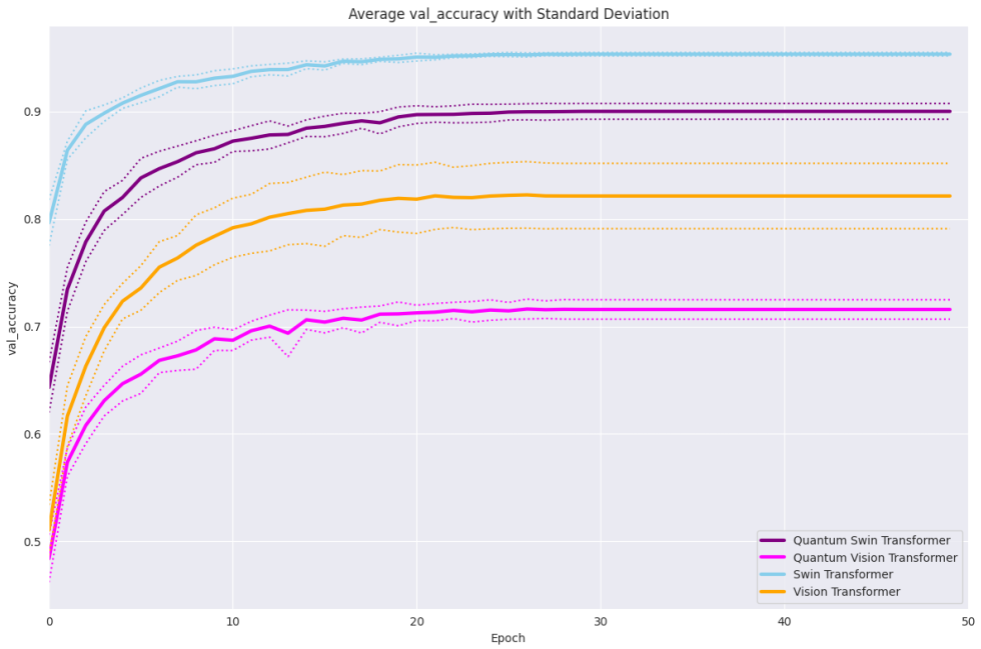 Average val_accuracy with Standard Deviation
val_accuracy
0.9
0.8
0.7
0.6
0.5
0
10
20
30
40
50
Epoch
Quantum Swin Transformer
Quantum Vision Transformer
Swin Transformer
Vision Transformer